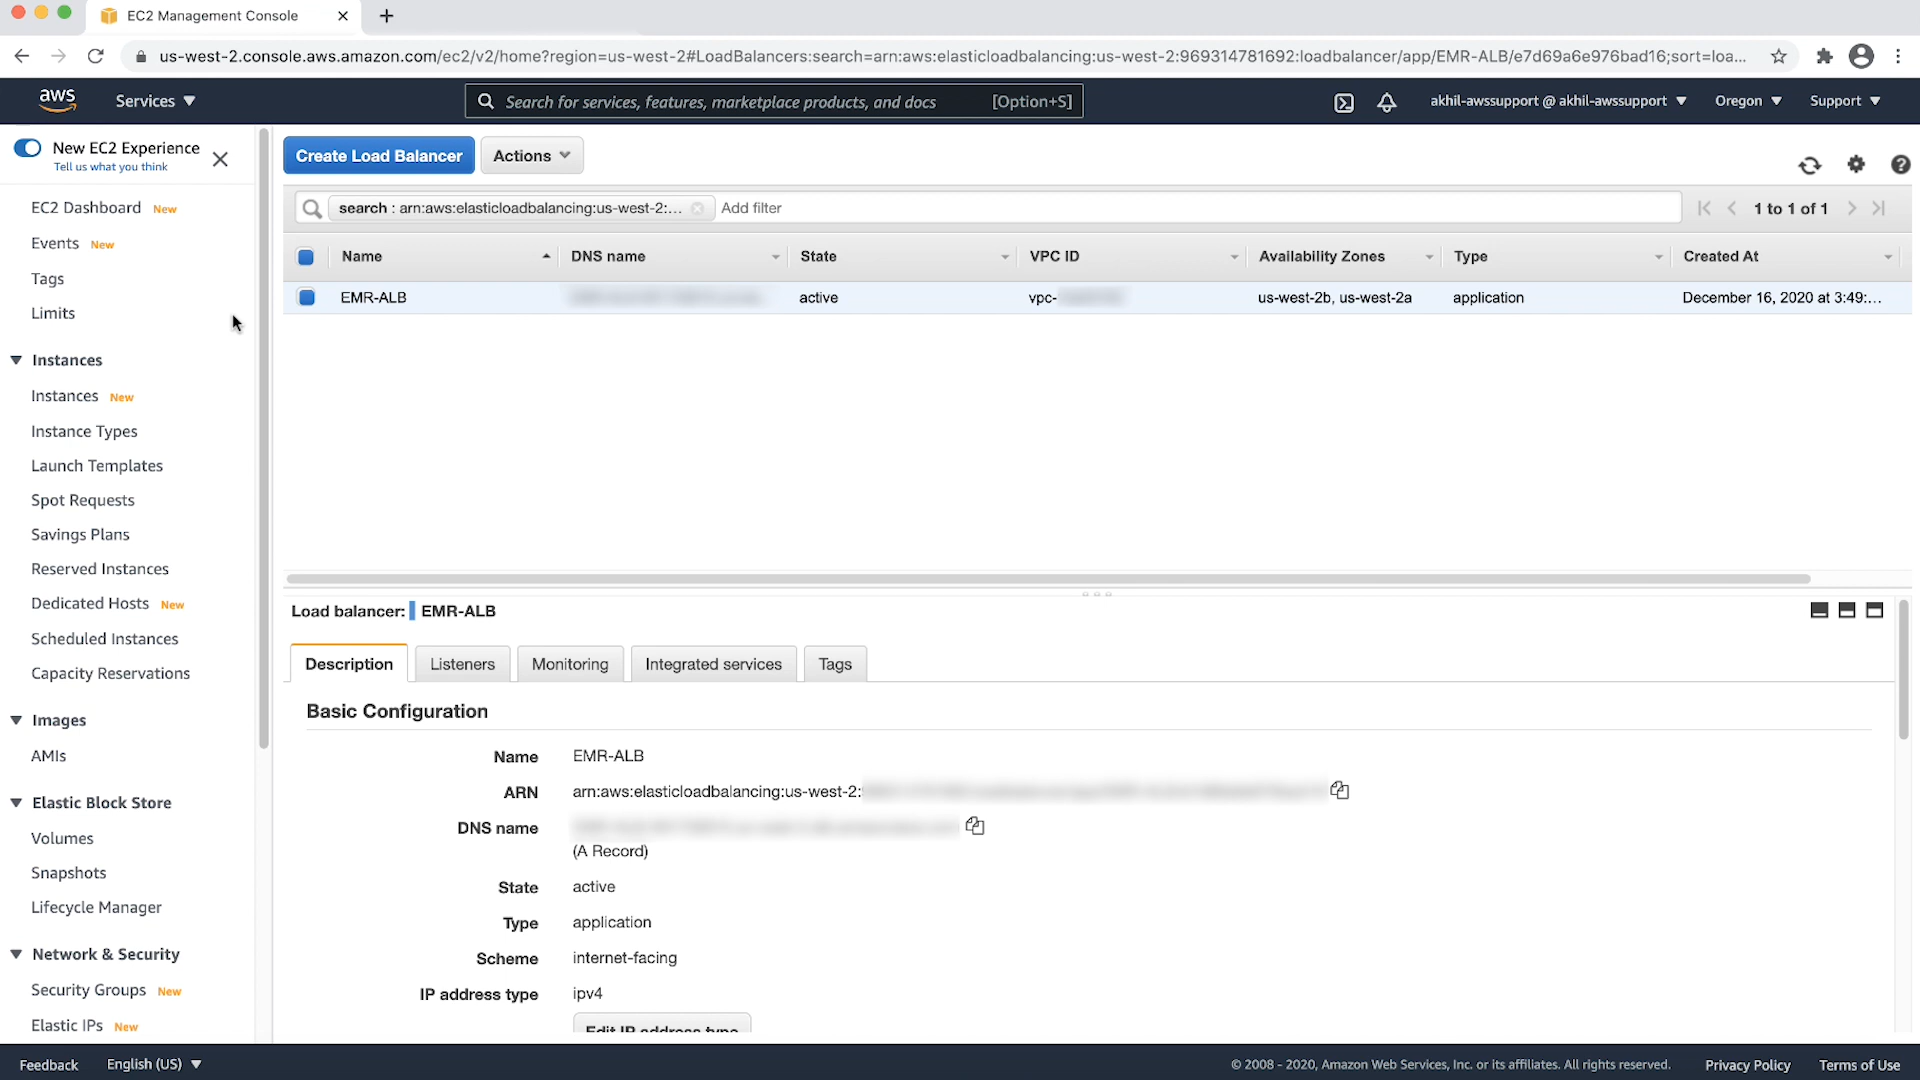 EC2 Management Console
us-west-2.console.aws.amazon.com/ec2/v2/home?region=us-west-2#LoadBalancers:search=arn:aws:elasticloadbalancing:us-west-2:969314781692:loadbalancer/app/EMR-ALB/e7d69a6e976bad16;sort=loa...
aws Services Search for services, features, marketplace products, and docs [Option+S] akhil-awssupport @ akhil-awssupport Oregon Support
New EC2 Experience
Tell us what you think
EC2 Dashboard New
Events New
Tags
Limits
Instances
Instances New
Instance Types
Launch Templates
Spot Requests
Savings Plans
Reserved Instances
Dedicated Hosts New
Scheduled Instances
Capacity Reservations
Images
AMIs
Elastic Block Store
Volumes
Snapshots
Lifecycle Manager
Network & Security
Security Groups New
Elastic IPs New
Create Load Balancer Actions
search : arn:aws:elasticloadbalancing:us-west-2:... Add filter 1 to 1 of 1
Name DNS name State VPC ID Availability Zones Type Created At
EMR-ALB active vpc- us-west-2b, us-west-2a application December 16, 2020 at 3:49:...
Load balancer: EMR-ALB
Description Listeners Monitoring Integrated services Tags
Basic Configuration
Name EMR-ALB
ARN arn:aws:elasticloadbalancing:us-west-2:
DNS name
(A Record)
State active
Type application
Scheme internet-facing
IP address type ipv4
Edit IP address type
Feedback English (US) © 2008 - 2020, Amazon Web Services, Inc. or its affiliates. All rights reserved. Privacy Policy Terms of Use